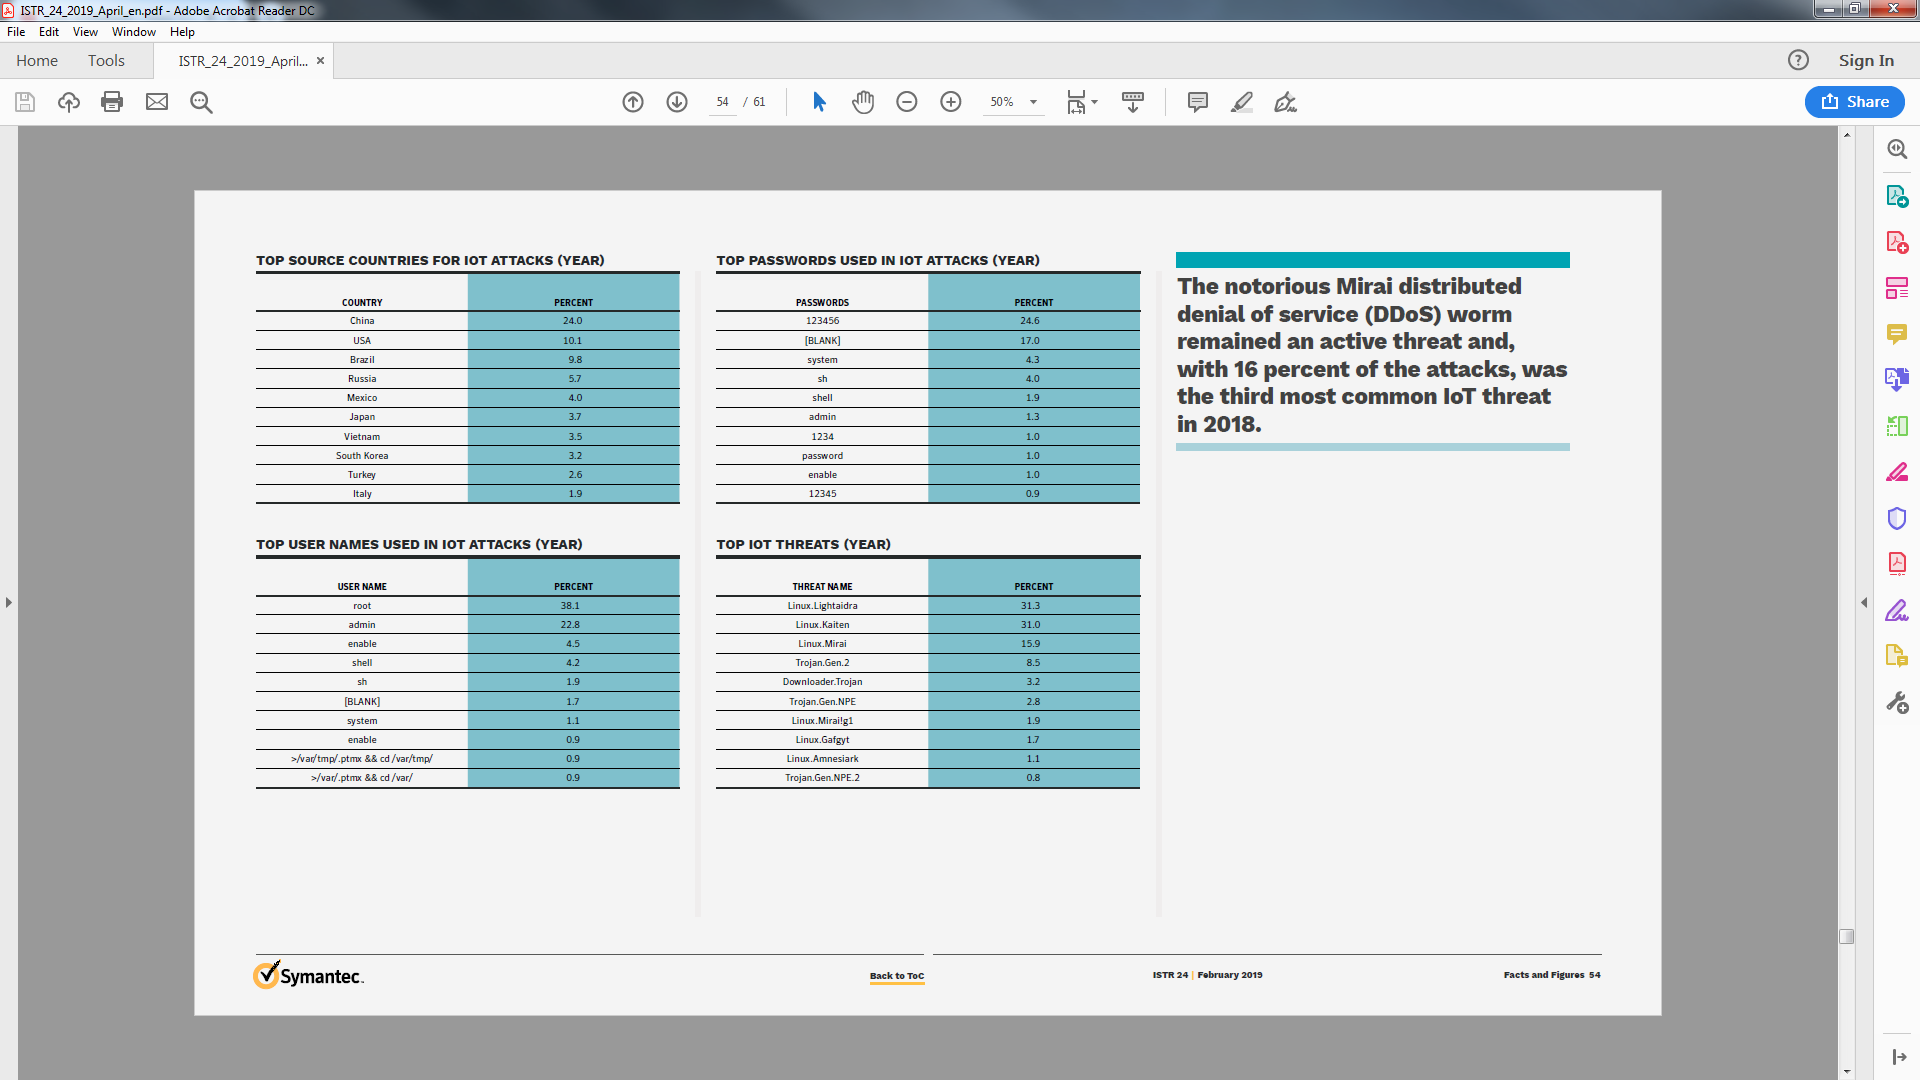 ISTR_24_2019_April_en.pdf - Adobe Acrobat Reader DC
File Edit View Window Help
Home Tools ISTR_24_2019_April... × Sign In
54 / 61 50% Share
TOP SOURCE COUNTRIES FOR IOT ATTACKS (YEAR)
COUNTRY PERCENT
China 24.0
USA 10.1
Brazil 9.8
Russia 5.7
Mexico 4.0
Japan 3.7
Vietnam 3.5
South Korea 3.2
Turkey 2.6
Italy 1.9
TOP USER NAMES USED IN IOT ATTACKS (YEAR)
USER NAME PERCENT
root 38.1
admin 22.8
enable 4.5
shell 4.2
sh 1.9
[BLANK] 1.7
system 1.1
enable 0.9
>/var/tmp/.ptmx && cd /var/tmp/ 0.9
>/var/.ptmx && cd /var/ 0.9
TOP PASSWORDS USED IN IOT ATTACKS (YEAR)
PASSWORDS PERCENT
123456 24.6
[BLANK] 17.0
system 4.3
sh 4.0
shell 1.9
admin 1.3
1234 1.0
password 1.0
enable 1.0
12345 0.9
TOP IOT THREATS (YEAR)
THREAT NAME PERCENT
Linux.Lightaidra 31.3
Linux.Kaiten 31.0
Linux.Mirai 15.9
Trojan.Gen.2 8.5
Downloader.Trojan 3.2
Trojan.Gen.NPE 2.8
Linux.Mirai!g1 1.9
Linux.Gafgyt 1.7
Linux.Amnesiark 1.1
Trojan.Gen.NPE.2 0.8
The notorious Mirai distributed
denial of service (DDoS) worm
remained an active threat and,
with 16 percent of the attacks, was
the third most common IoT threat
in 2018.
Symantec.
Back to ToC
ISTR 24 | February 2019
Facts and Figures 54